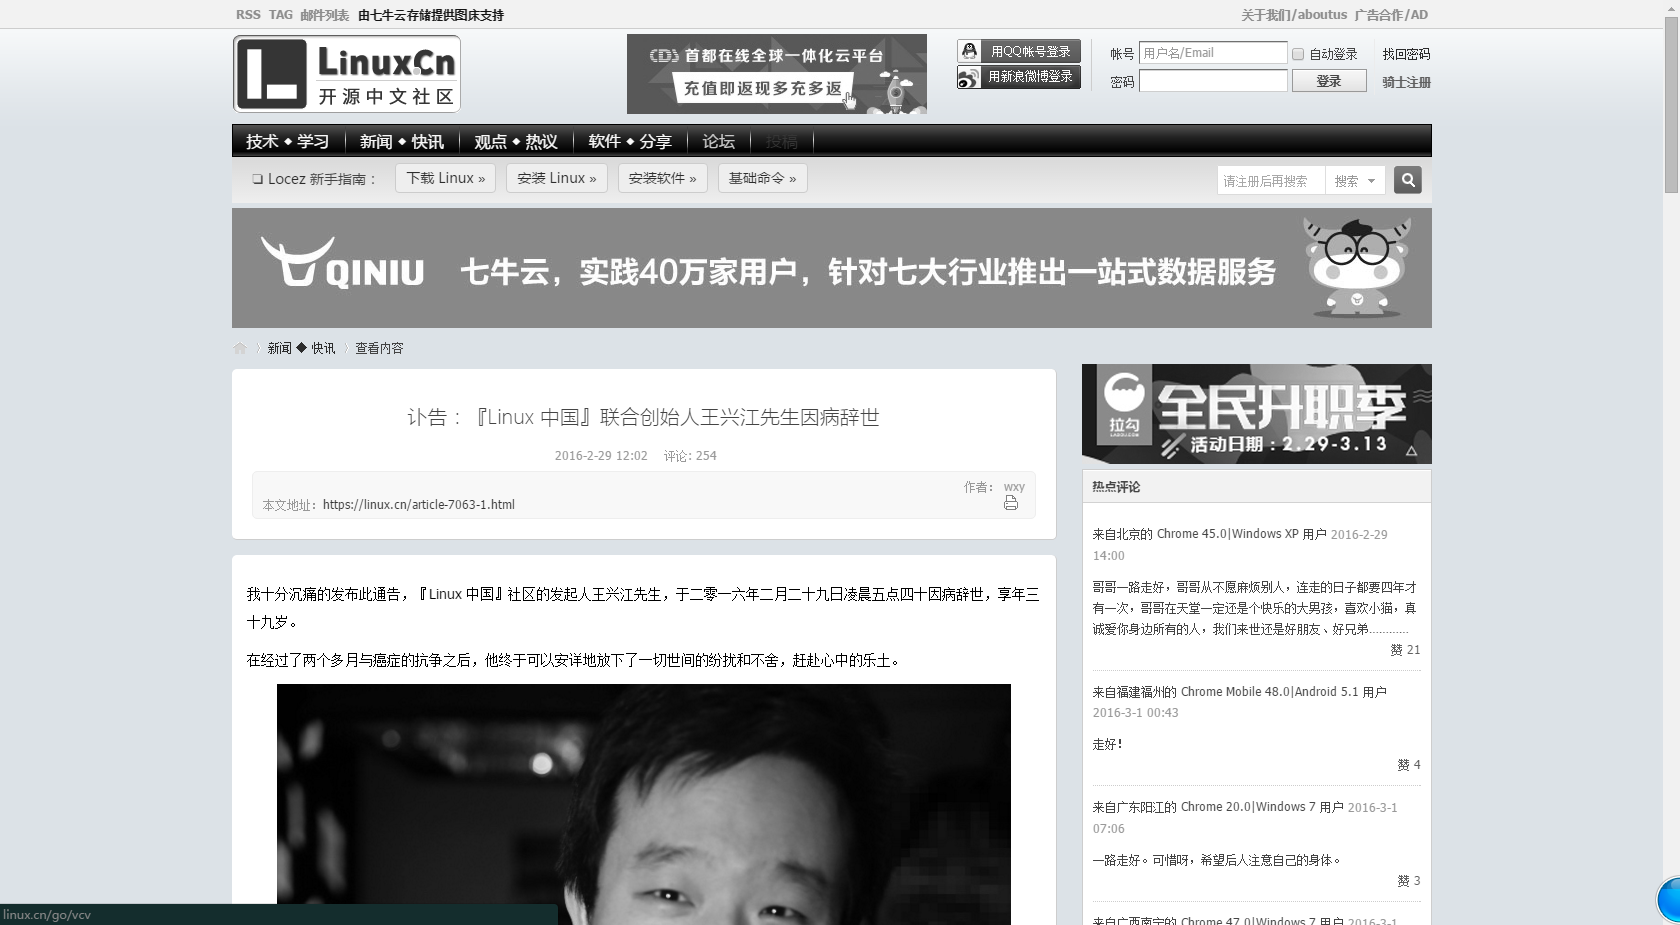 RSS TAG 邮件列表 由七牛云存储提供图床支持
关于我们/aboutus 广告合作/AD
Linux.Cn
开源中文社区
首都在线全球一体化云平台
充值即返现多充多返
用QQ帐号登录
用新浪微博登录
帐号 用户名/Email 自动登录 找回密码
密码 登录 骑士注册
技术 ◆ 学习 新闻 ◆ 快讯 观点 ◆ 热议 软件 ◆ 分享 论坛 投稿
❏ Locez 新手指南： 下载 Linux » 安装 Linux » 安装软件 » 基础命令 »
请注册后再搜索 搜索
QINIU 七牛云，实践40万家用户，针对七大行业推出一站式数据服务
新闻 ◆ 快讯 查看内容
讣告：『Linux 中国』联合创始人王兴江先生因病辞世
2016-2-29 12:02 评论: 254
作者： wxy
本文地址：https://linux.cn/article-7063-1.html
我十分沉痛的发布此通告，『Linux 中国』社区的发起人王兴江先生，于二零一六年二月二十九日凌晨五点四十因病辞世，享年三
十九岁。
在经过了两个多月与癌症的抗争之后，他终于可以安详地放下了一切世间的纷扰和不舍，赶赴心中的乐土。
拉勾
LAGOU.COM
全民升职季
活动日期：2.29-3.13
热点评论
来自北京的 Chrome 45.0|Windows XP 用户 2016-2-29
14:00
哥哥一路走好，哥哥从不愿麻烦别人，连走的日子都要四年才
有一次，哥哥在天堂一定还是个快乐的大男孩，喜欢小猫，真
诚爱你身边所有的人，我们来世还是好朋友、好兄弟…………
赞 21
来自福建福州的 Chrome Mobile 48.0|Android 5.1 用户
2016-3-1 00:43
走好！
赞 4
来自广东阳江的 Chrome 20.0|Windows 7 用户 2016-3-1
07:06
一路走好。可惜呀，希望后人注意自己的身体。
赞 3
来自广西南宁的 Chrome 47.0|Windows 7 用户 2016-3-1
linux.cn/go/vcv